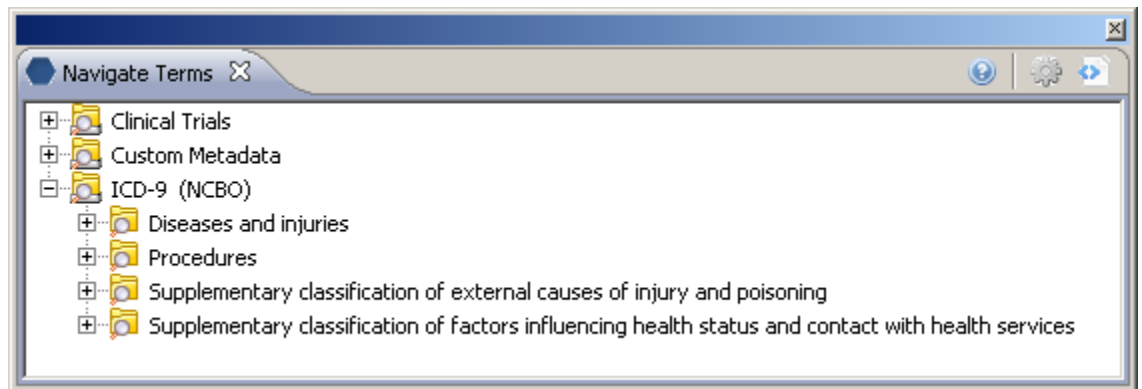 Navigate Terms
Clinical Trials
Custom Metadata
ICD-9 (NCBO)
Diseases and injuries
Procedures
Supplementary classification of external causes of injury and poisoning
Supplementary classification of factors influencing health status and contact with health services